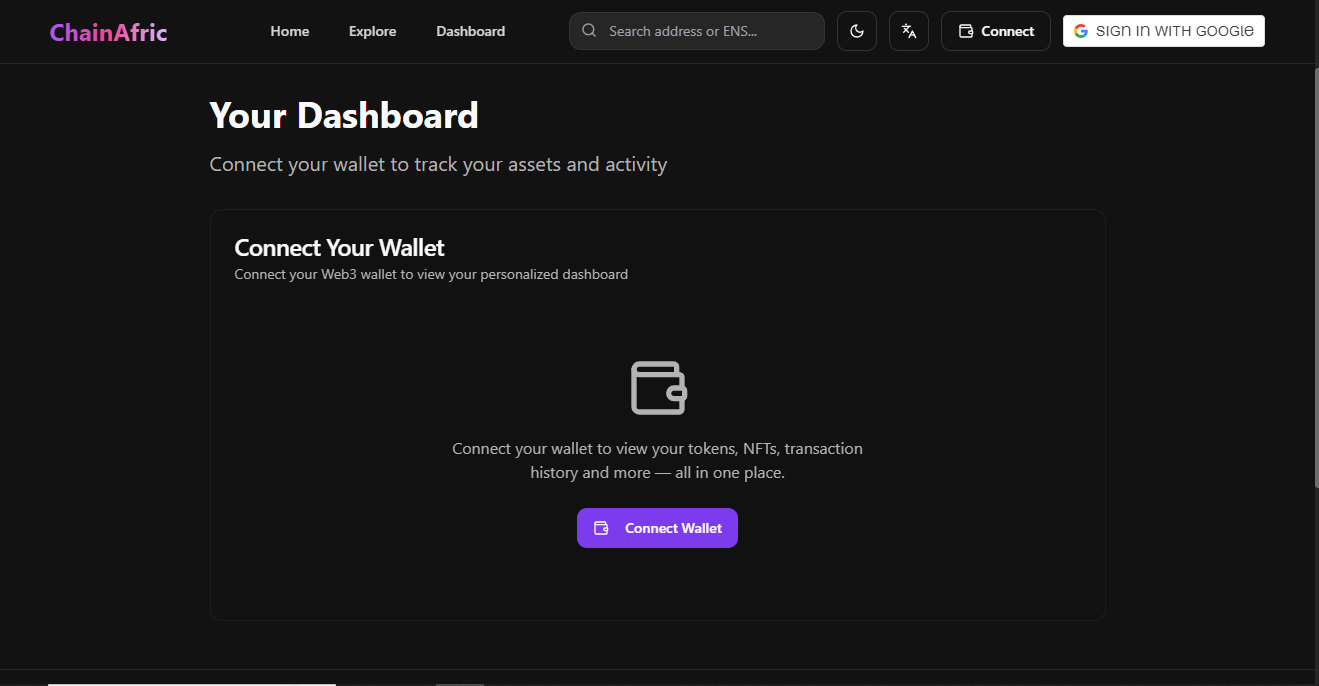 ChainAfric
Home
Explore
Dashboard
Search address or ENS...
Connect
SIGN IN WITH GOOGLE
Your Dashboard
Connect your wallet to track your assets and activity
Connect Your Wallet
Connect your Web3 wallet to view your personalized dashboard
Connect your wallet to view your tokens, NFTs, transaction
history and more — all in one place.
Connect Wallet